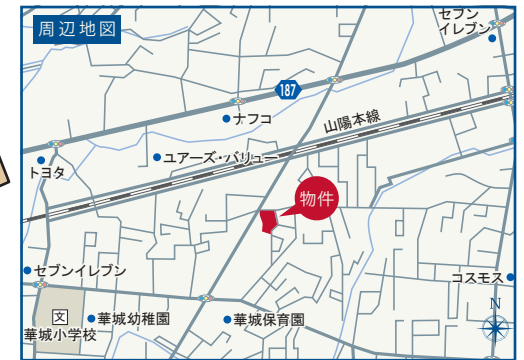 周辺地図
セブン
イレブン
187
ナフコ
山陽本線
ユアーズ・バリュー
トヨタ
物件
セブンイレブン
コスモス
N
文
華城幼稚園
華城保育園
華城小学校